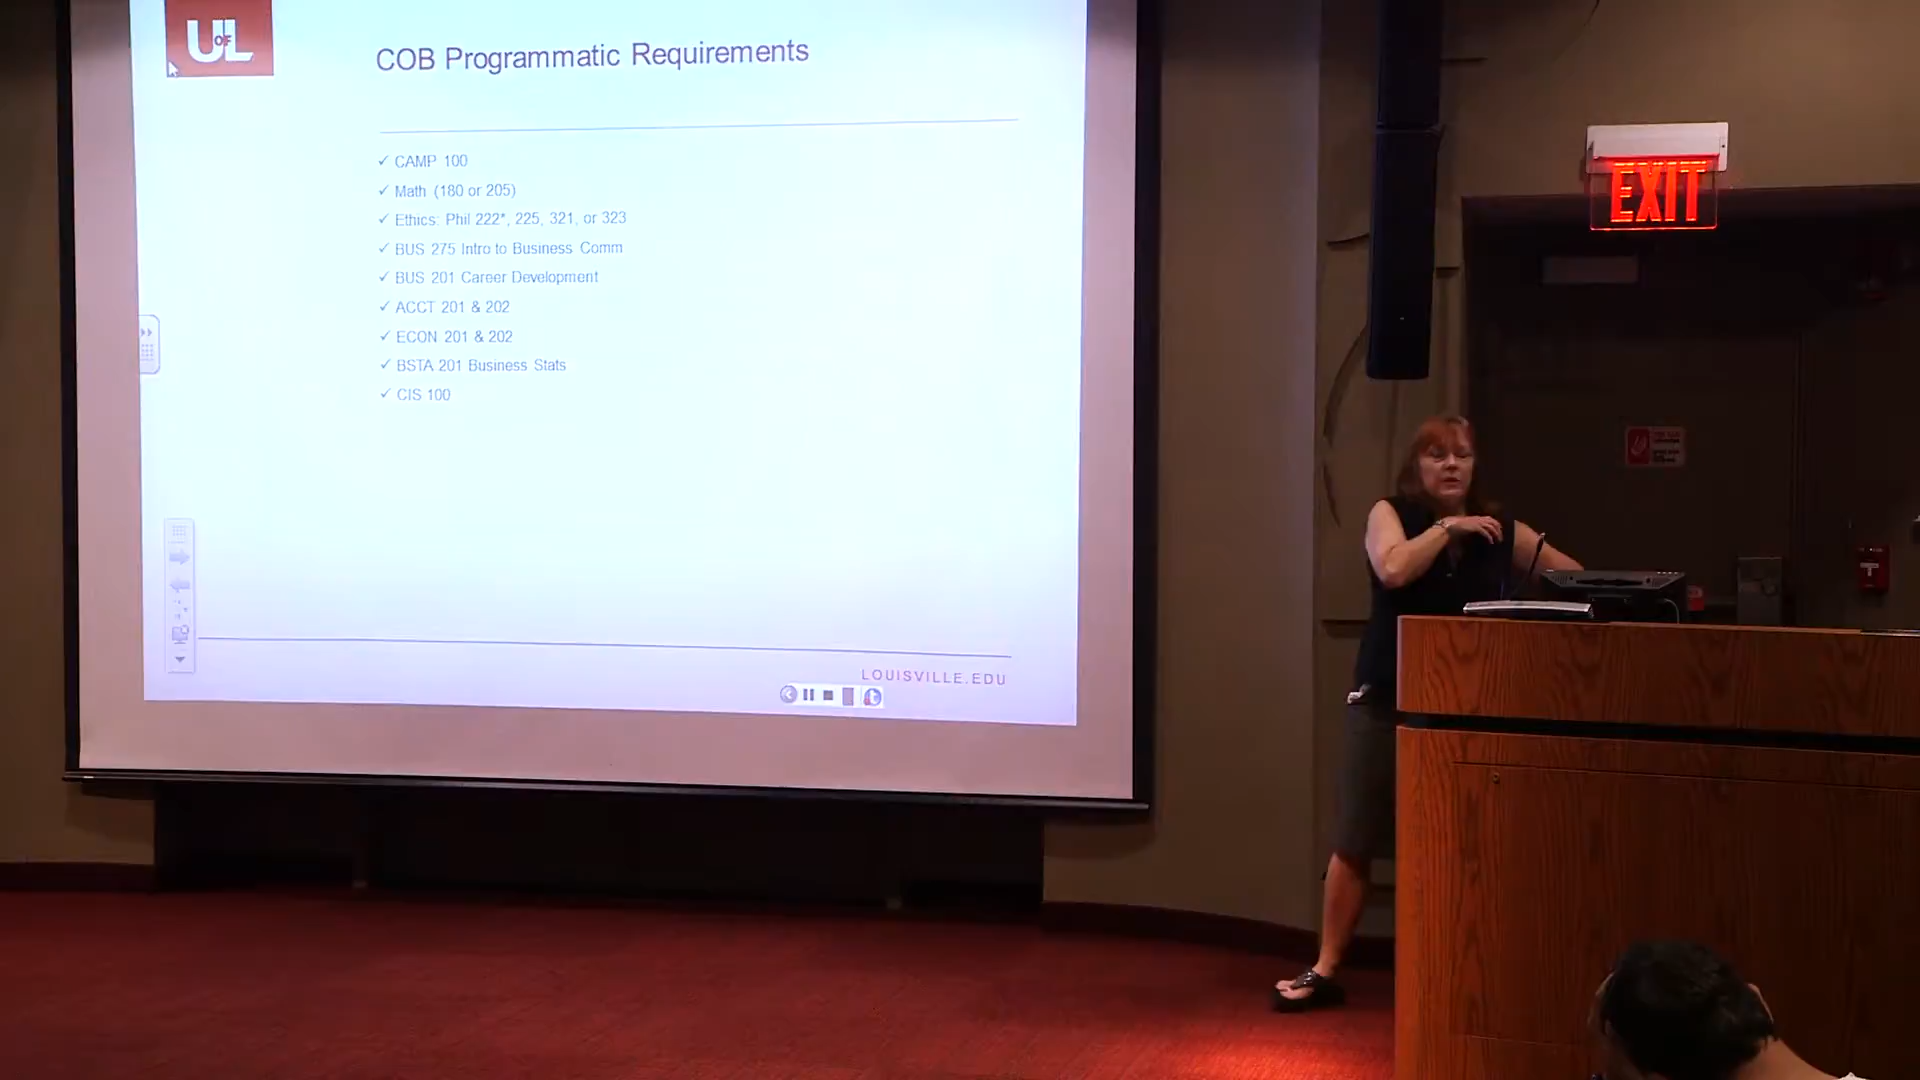 UofL
COB Programmatic Requirements
✓ CAMP 100
✓ Math (180 or 205)
✓ Ethics: Phil 222*, 225, 321, or 323
✓ BUS 275 Intro to Business Comm
✓ BUS 201 Career Development
✓ ACCT 201 & 202
✓ ECON 201 & 202
✓ BSTA 201 Business Stats
✓ CIS 100
LOUISVILLE.EDU
EXIT